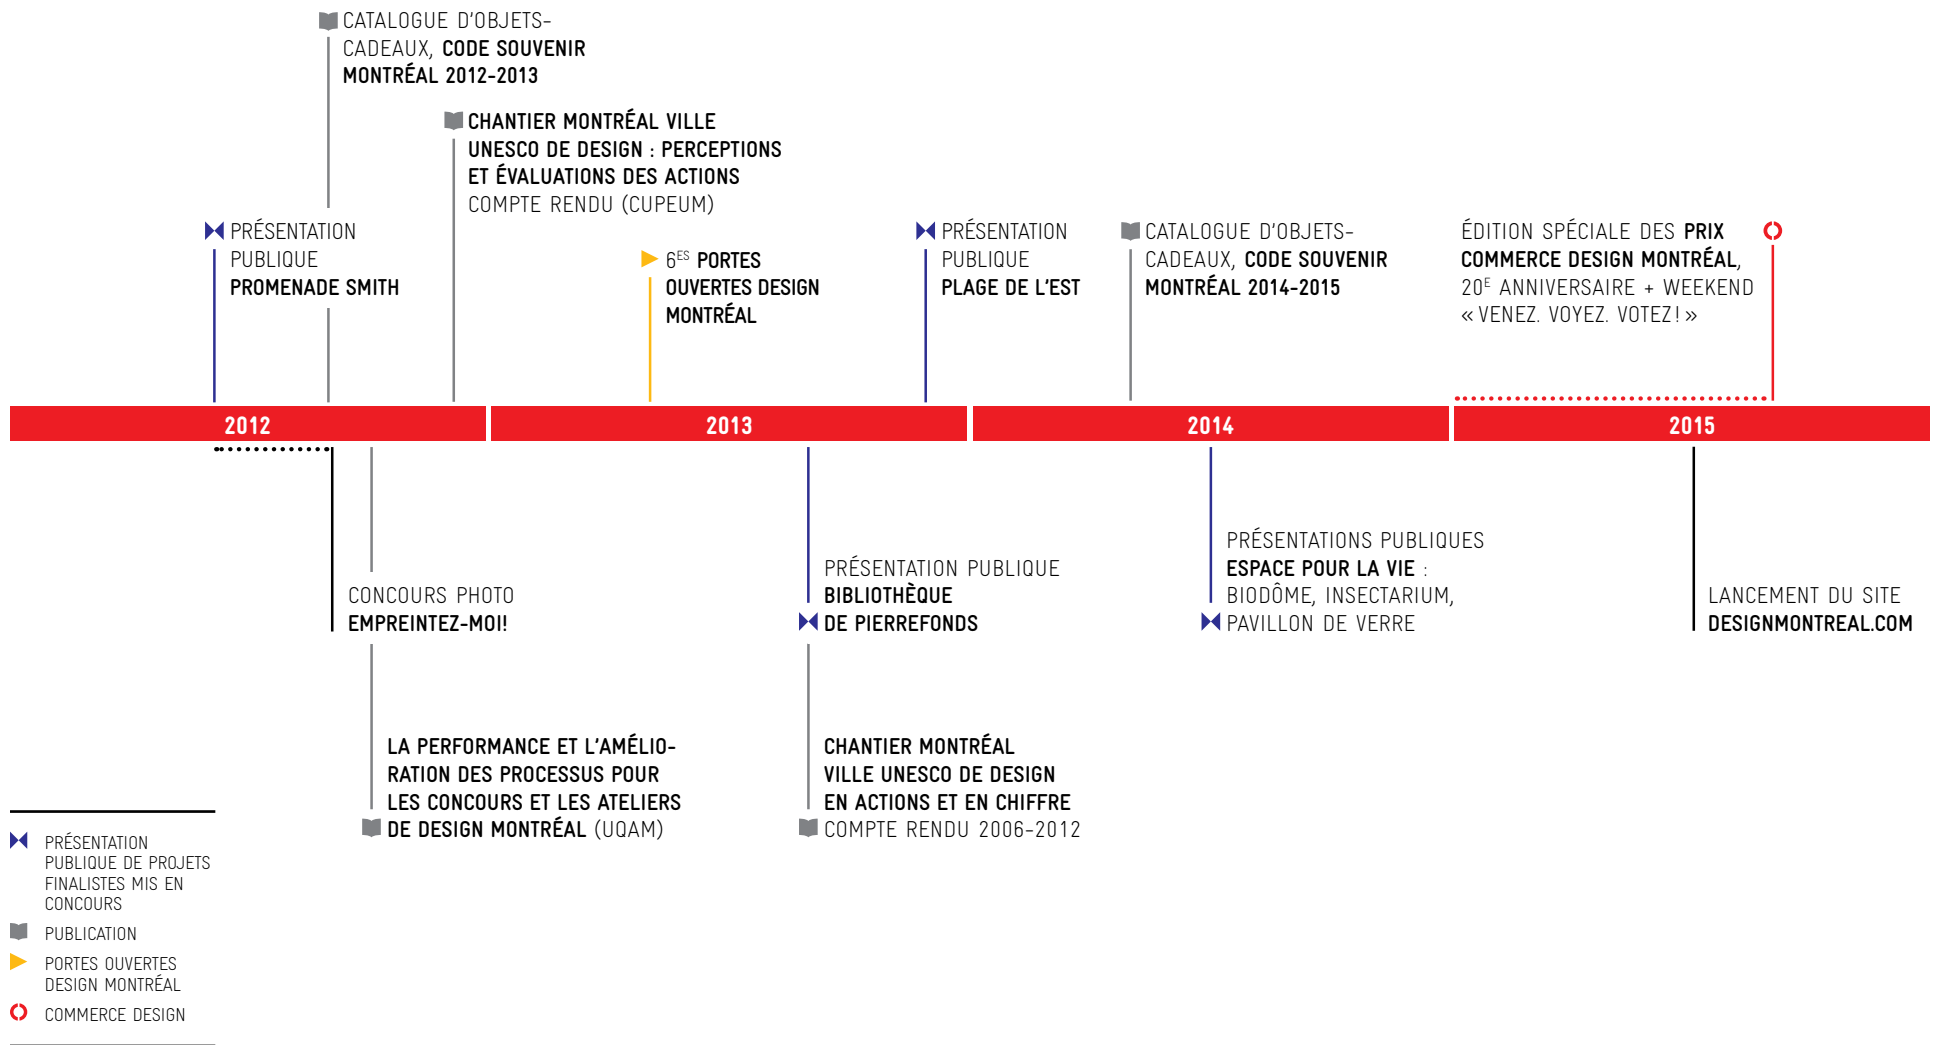 CATALOGUE D'OBJETS-
CADEAUX, CODE SOUVENIR
MONTRÉAL 2012-2013
CHANTIER MONTRÉAL VILLE
UNESCO DE DESIGN : PERCEPTIONS
ET ÉVALUATIONS DES ACTIONS
COMPTE RENDU (CUPEUM)
PRÉSENTATION
PUBLIQUE
PROMENADE SMITH
6ES PORTES
OUVERTES DESIGN
MONTRÉAL
PRÉSENTATION
PUBLIQUE
PLAGE DE L'EST
CATALOGUE D'OBJETS-
CADEAUX, CODE SOUVENIR
MONTRÉAL 2014-2015
ÉDITION SPÉCIALE DES PRIX
COMMERCE DESIGN MONTRÉAL,
20E ANNIVERSAIRE + WEEKEND
« VENEZ. VOYEZ. VOTEZ ! »
2012
2013
2014
2015
CONCOURS PHOTO
EMPREINTEZ-MOI!
PRÉSENTATION PUBLIQUE
BIBLIOTHÈQUE
DE PIERREFONDS
PRÉSENTATIONS PUBLIQUES
ESPACE POUR LA VIE :
BIODÔME, INSECTARIUM,
PAVILLON DE VERRE
LANCEMENT DU SITE
DESIGNMONTREAL.COM
LA PERFORMANCE ET L'AMÉLIO-
RATION DES PROCESSUS POUR
LES CONCOURS ET LES ATELIERS
DE DESIGN MONTRÉAL (UQAM)
CHANTIER MONTRÉAL
VILLE UNESCO DE DESIGN
EN ACTIONS ET EN CHIFFRE
COMPTE RENDU 2006-2012
PRÉSENTATION
PUBLIQUE DE PROJETS
FINALISTES MIS EN
CONCOURS
PUBLICATION
PORTES OUVERTES
DESIGN MONTRÉAL
COMMERCE DESIGN